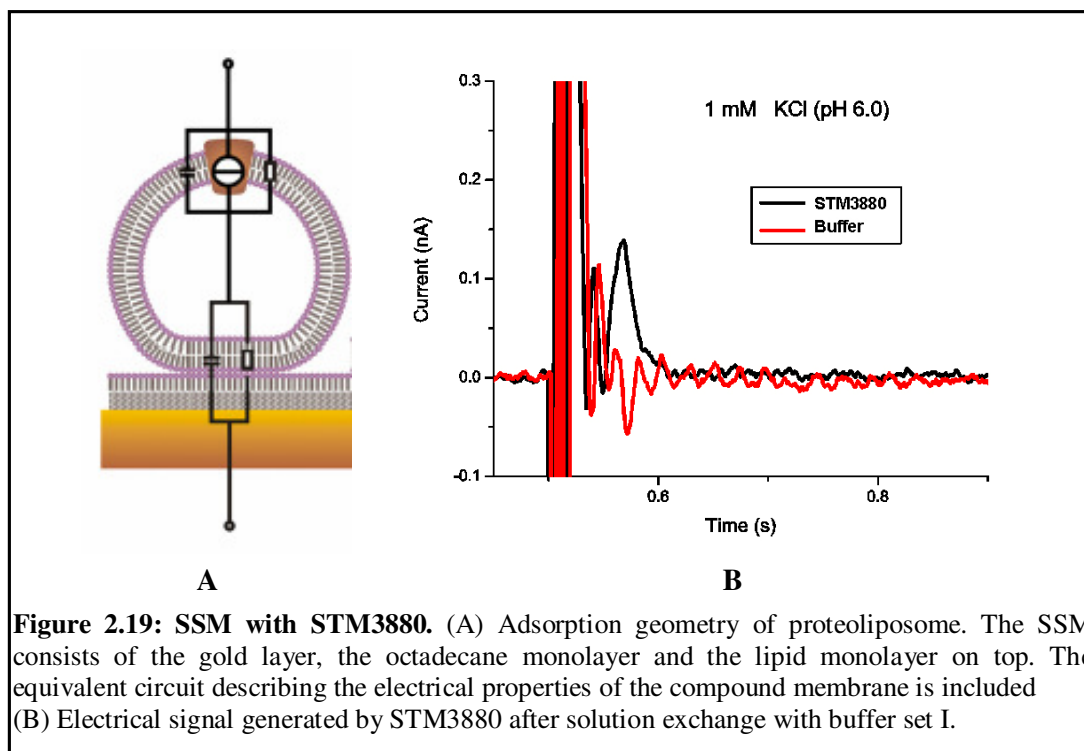 0.3
0.2
0.1
0.0
-0.1
Current (nA)
1 mM KCl (pH 6.0)
STM3880
Buffer
0.6
0.8
Time (s)
A
B
Figure 2.19: SSM with STM3880. (A) Adsorption geometry of proteoliposome. The SSM
consists of the gold layer, the octadecane monolayer and the lipid monolayer on top. The
equivalent circuit describing the electrical properties of the compound membrane is included
(B) Electrical signal generated by STM3880 after solution exchange with buffer set I.